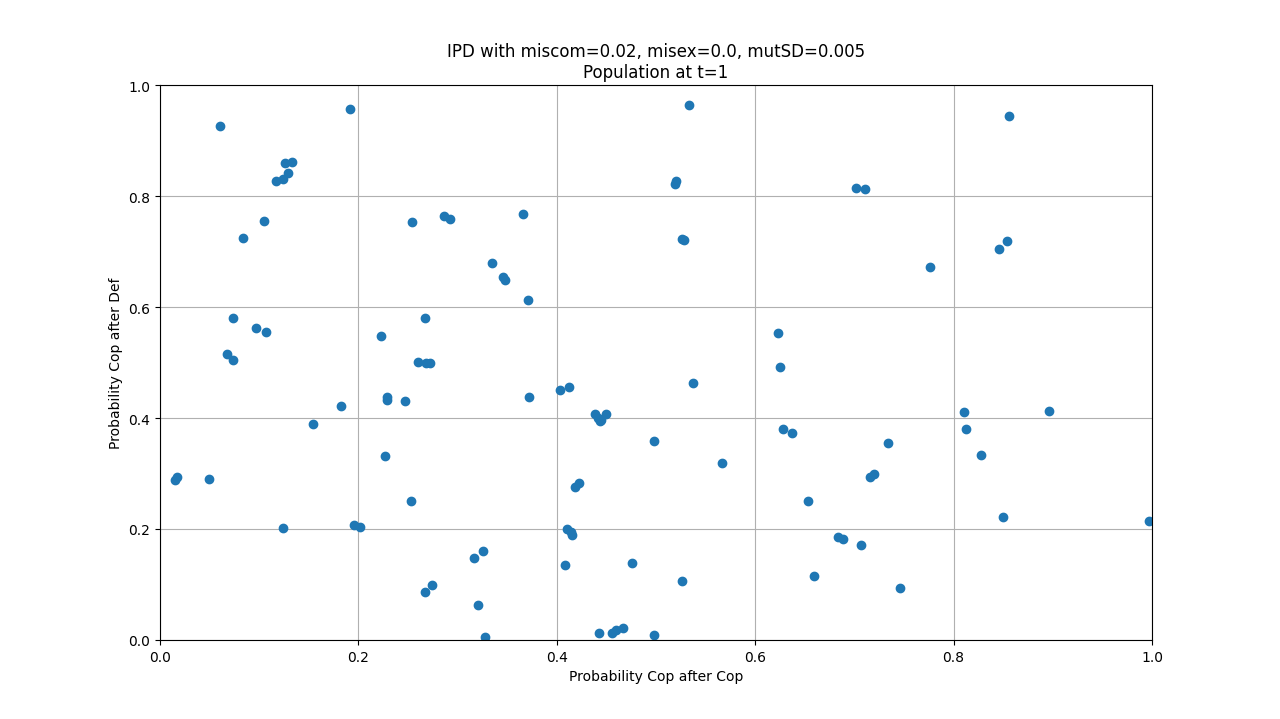 IPD with miscom=0.02, misex=0.0, mutSD=0.005
Population at t=1
1.0
0.8
0.6
0.4
0.2
0.0
Probability Cop after Def
0.0 0.2 0.4 0.6 0.8 1.0
Probability Cop after Cop